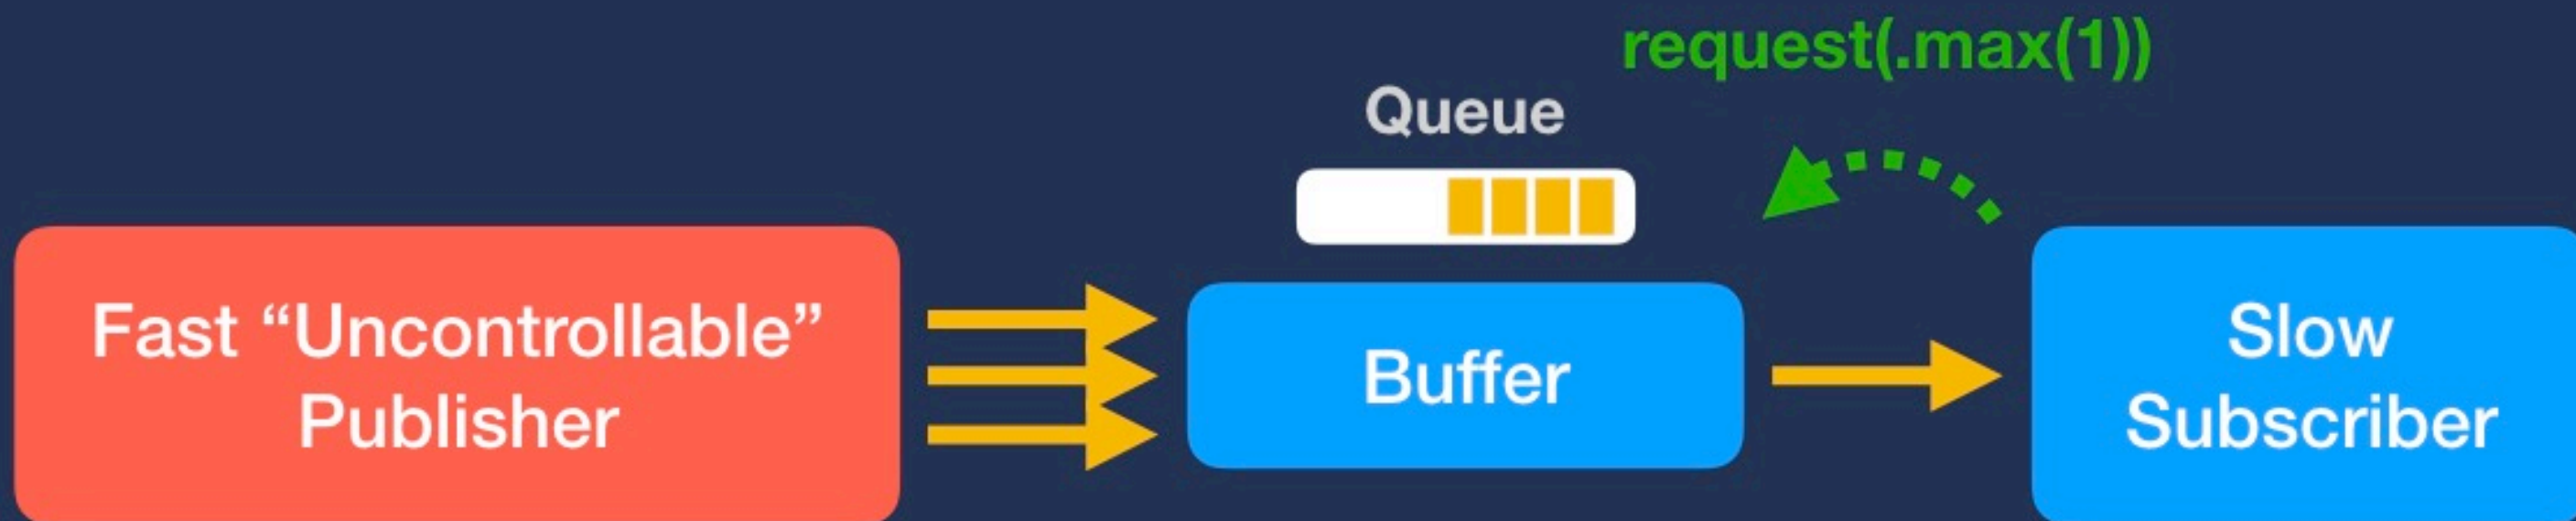 request(.max(1))
Queue
Fast “Uncontrollable”
Publisher
Buffer
Slow
Subscriber